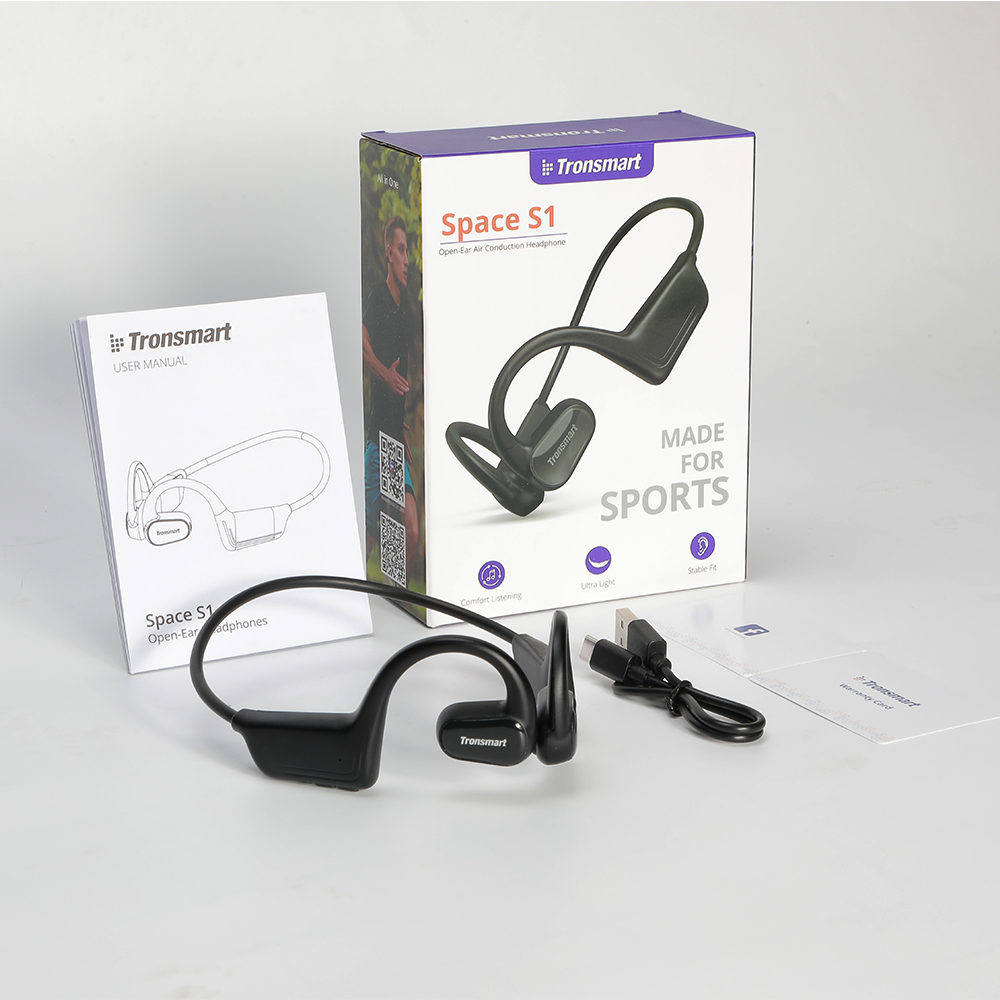 Tronsmart
Tronsmart
All in One
Space S1
Open-Ear Air Conduction Headphone
Tronsmart
MADE
FOR
SPORTS
Comfort Listening
Ultra Light
Stable Fit
Tronsmart
USER MANUAL
Tronsmart
Space S1
Open-Ear adphones
Tronsmart
Tronsmart
Warranty Card